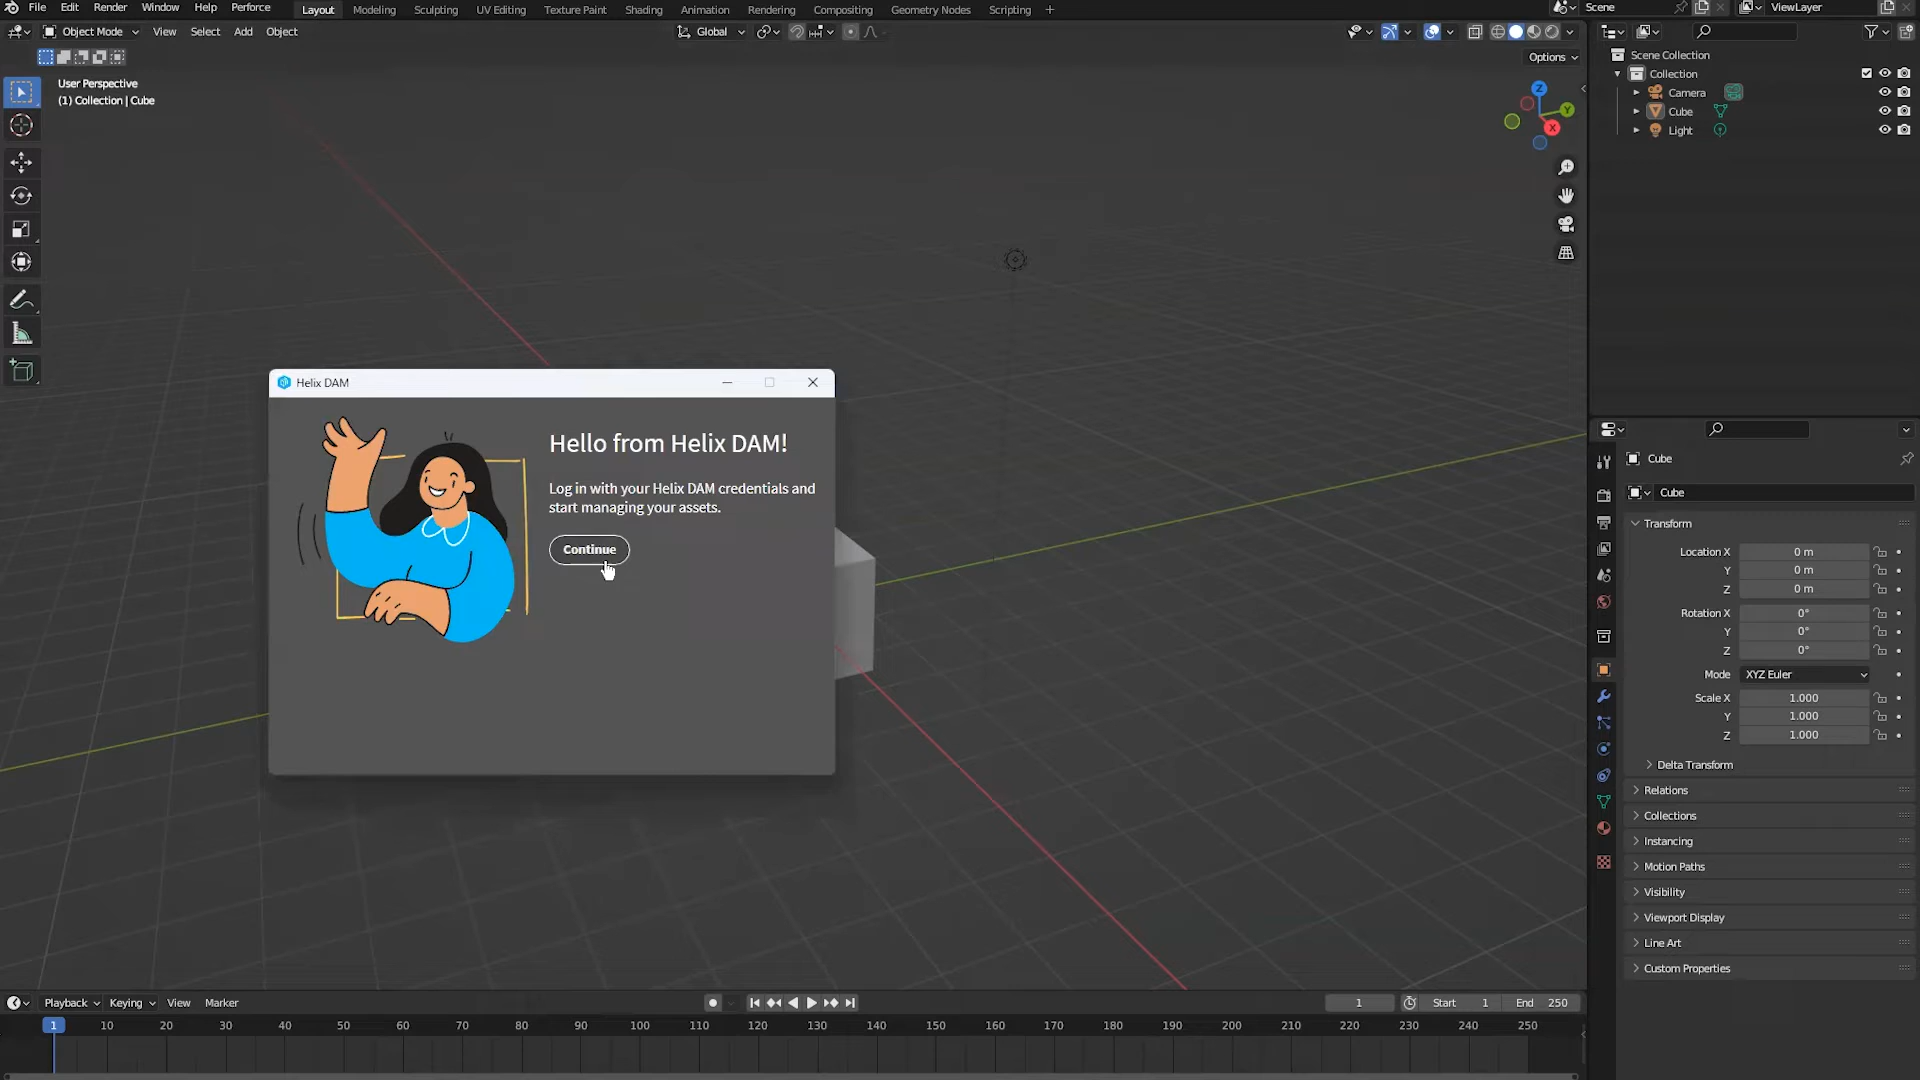 File Edit Render Window Help Perforce Layout Modeling Sculpting UV Editing Texture Paint Shading Animation Rendering Compositing Geometry Nodes Scripting + Scene ViewLayer
Object Mode View Select Add Object Global
Options
User Perspective
(1) Collection | Cube
Z
Y
X
Scene Collection
Collection
Camera
Cube
Light
Helix DAM
Hello from Helix DAM!
Log in with your Helix DAM credentials and
start managing your assets.
Continue
Cube
Cube
Transform
Location X 0 m
Y 0 m
Z 0 m
Rotation X 0°
Y 0°
Z 0°
Mode XYZ Euler
Scale X 1.000
Y 1.000
Z 1.000
Delta Transform
Relations
Collections
Instancing
Motion Paths
Visibility
Viewport Display
Line Art
Custom Properties
Playback Keying View Marker 1 Start 1 End 250
1 10 20 30 40 50 60 70 80 90 100 110 120 130 140 150 160 170 180 190 200 210 220 230 240 250